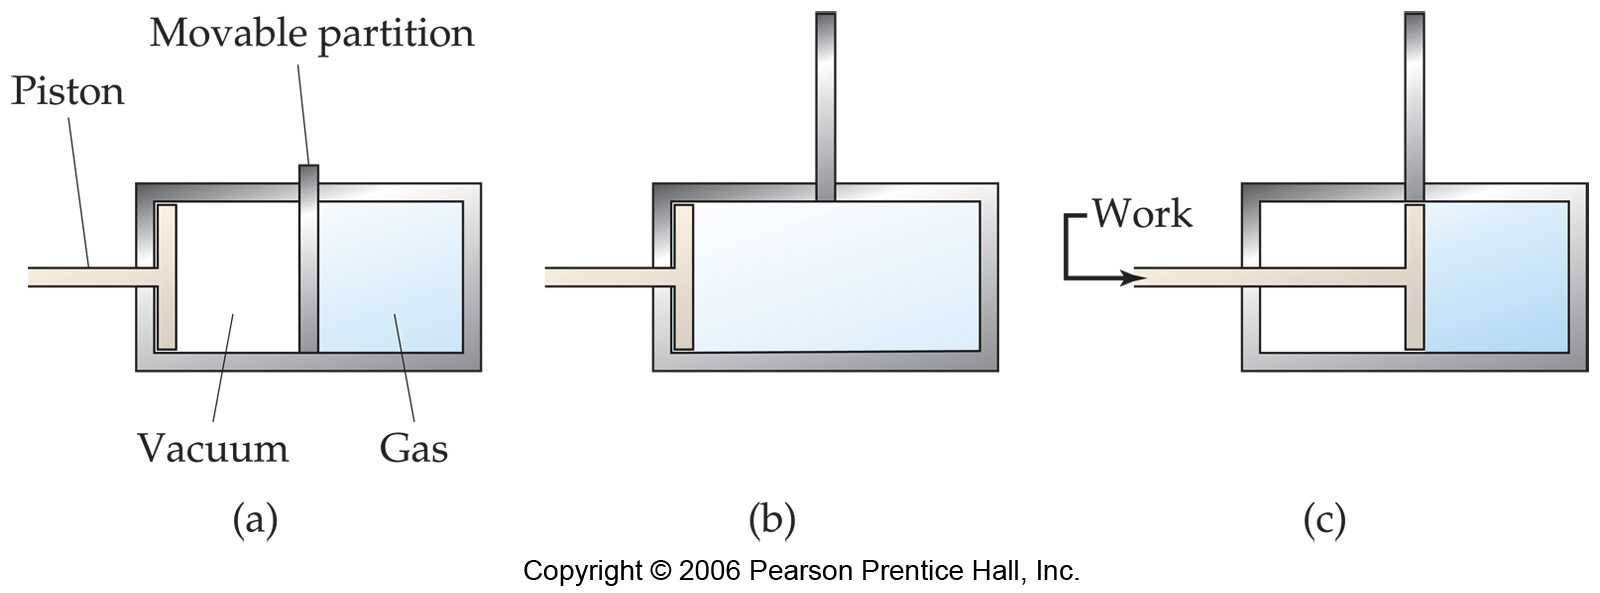 Movable partition
Piston
Work
Vacuum
Gas
(a)
(b)
(c)
Copyright © 2006 Pearson Prentice Hall, Inc.